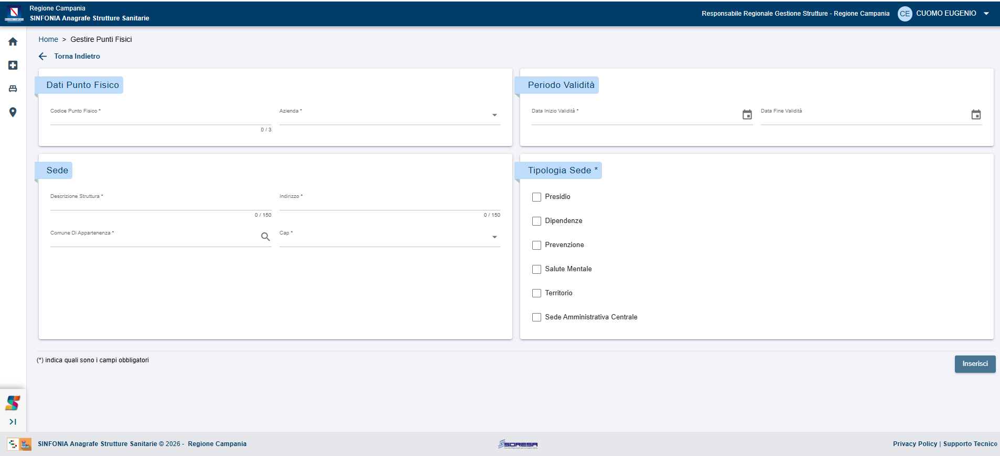 Regione Campania
SINFONIA Anagrafe Strutture Sanitarie
Responsabile Regionale Gestione Strutture - Regione Campania
CE
CUOMO EUGENIO
Home > Gestire Punti Fisici
Torna Indietro
Dati Punto Fisico
Codice Punto Fisico *
0 / 3
Azienda *
Periodo Validità
Data Inizio Validità *
Data Fine Validità
Sede
Descrizione Struttura *
0 / 150
Indirizzo *
0 / 150
Comune Di Appartenenza *
Cap *
Tipologia Sede *
Presidio
Dipendenze
Prevenzione
Salute Mentale
Territorio
Sede Amministrativa Centrale
(*) indica quali sono i campi obbligatori
Inserisci
SINFONIA Anagrafe Strutture Sanitarie © 2026 - Regione Campania
SORESA
Privacy Policy | Supporto Tecnico